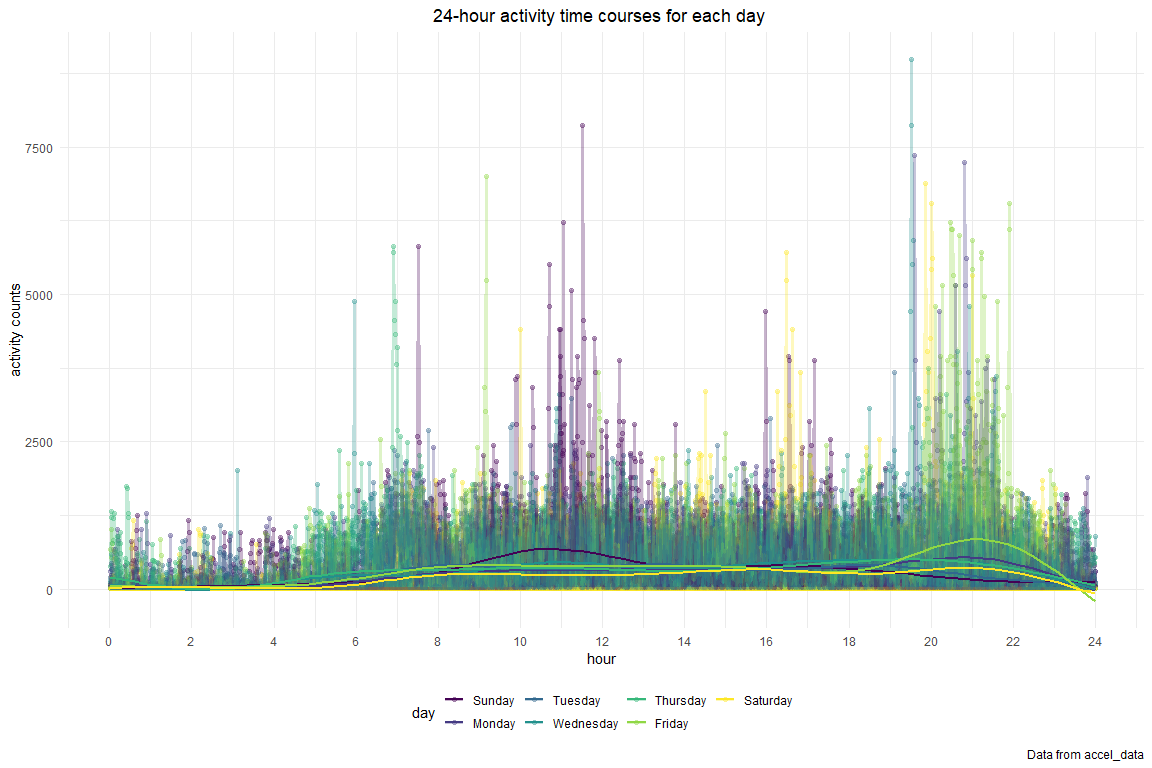 24-hour activity time courses for each day
7500
5000
2500
0
activity counts
0 2 4 6 8 10 12 14 16 18 20 22 24
hour
day
Sunday Tuesday Thursday Saturday
Monday Wednesday Friday
Data from accel_data